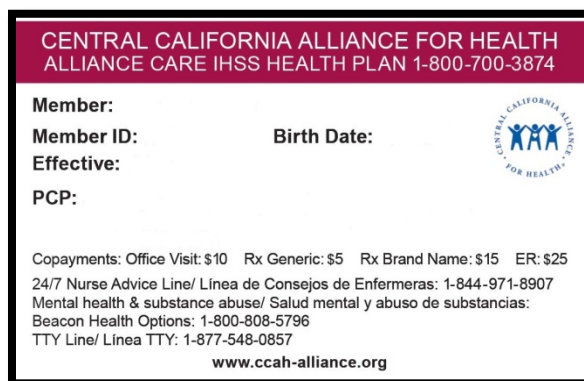 CENTRAL CALIFORNIA ALLIANCE FOR HEALTH
ALLIANCE CARE IHSS HEALTH PLAN 1-800-700-3874
Member:
Member ID: Birth Date:
Effective:
PCP:
CENTRAL CALIFORNIA ALLIANCE
FOR HEALTH
Copayments: Office Visit: $10 Rx Generic: $5 Rx Brand Name: $15 ER: $25
24/7 Nurse Advice Line/ Línea de Consejos de Enfermeras: 1-844-971-8907
Mental health & substance abuse/ Salud mental y abuso de substancias:
Beacon Health Options: 1-800-808-5796
TTY Line/ Línea TTY: 1-877-548-0857
www.ccah-alliance.org